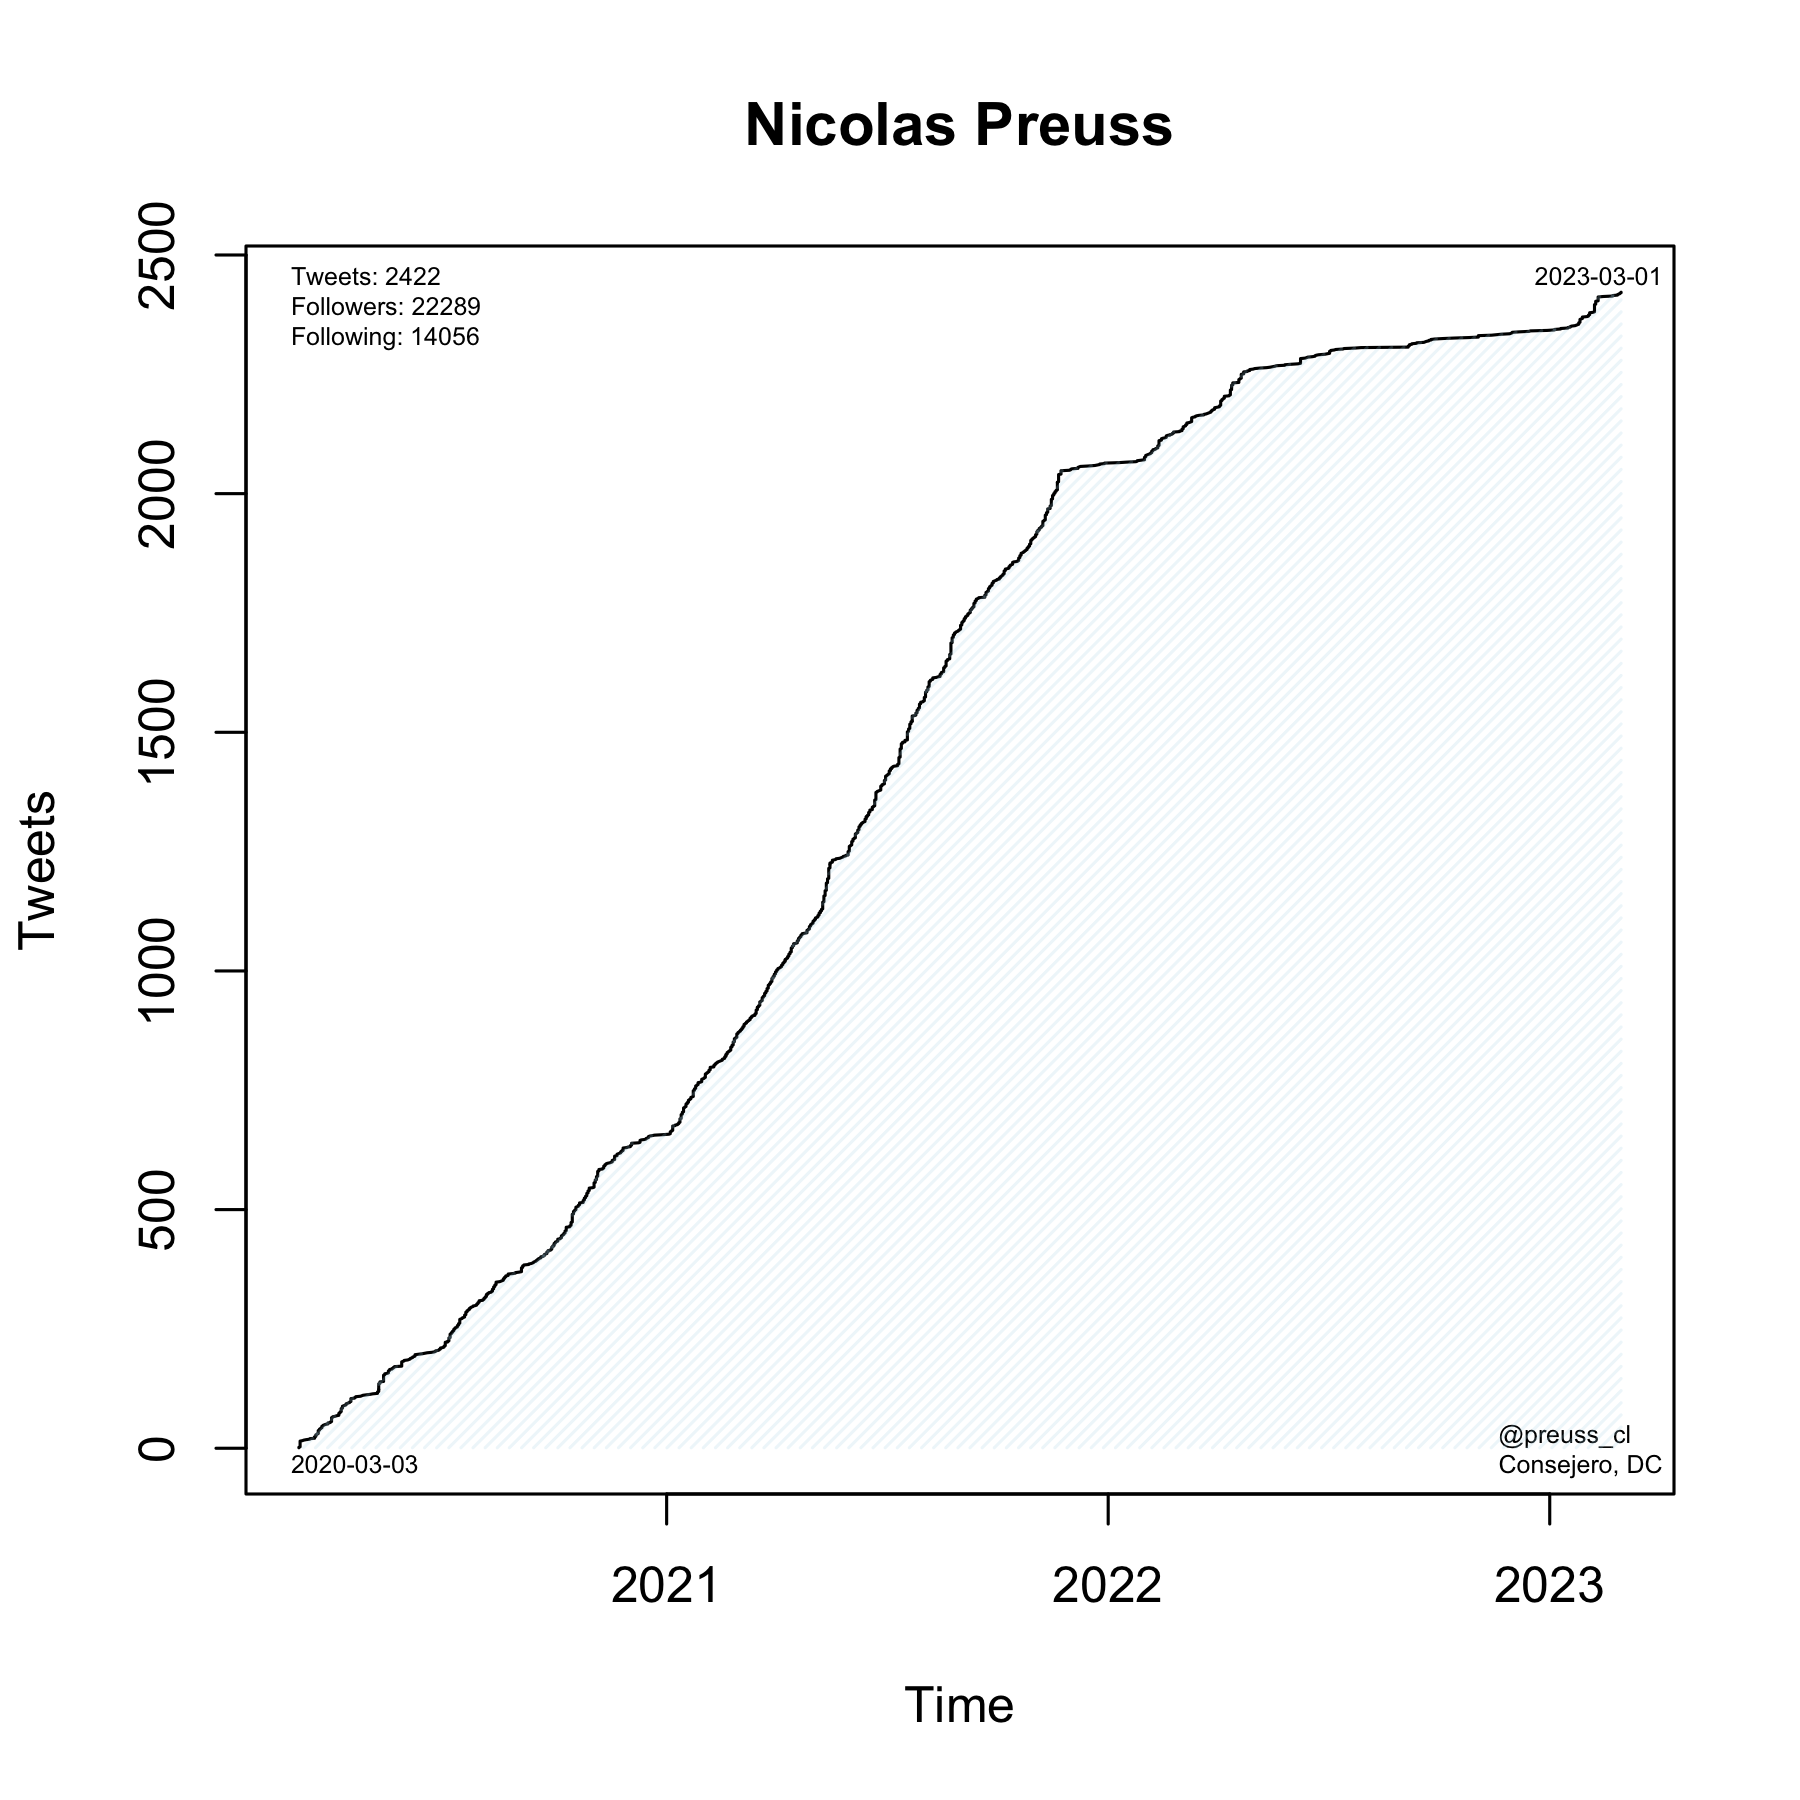 Nicolas Preuss
Tweets: 2422
Followers: 22289
Following: 14056
2023-03-01
2500
2000
1500
1000
500
0
Tweets
2020-03-03
@preuss_cl
Consejero, DC
2021
2022
2023
Time